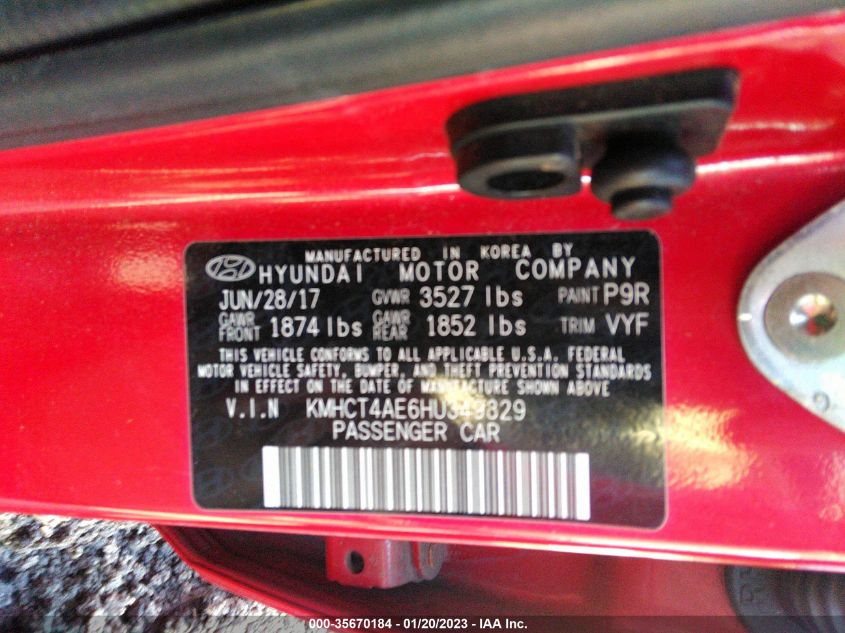 MANUFACTURED IN KOREA BY
HYUNDAI MOTOR COMPANY
JUN/28/17 GVWR 3527 lbs PAINT P9R
GAWR FRONT 1874 lbs GAWR REAR 1852 lbs TRIM VYF
THIS VEHICLE CONFORMS TO ALL APPLICABLE U.S.A. FEDERAL
MOTOR VEHICLE SAFETY, BUMPER, AND THEFT PREVENTION STANDARDS
IN EFFECT ON THE DATE OF MANUFACTURE SHOWN ABOVE
V.I.N KMHCT4AE6HU349329
PASSENGER CAR
000-35670184 - 01/20/2023 - IAA Inc.